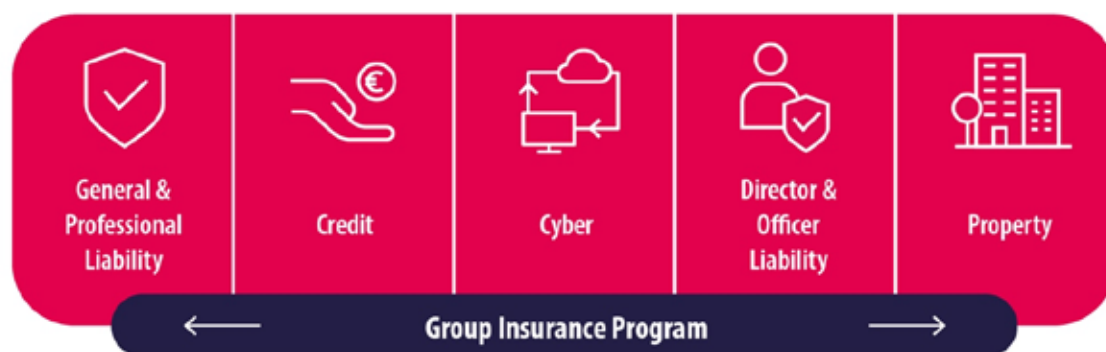 General &
Professional
Liability
Credit
Cyber
Director &
Officer
Liability
Property
Group Insurance Program